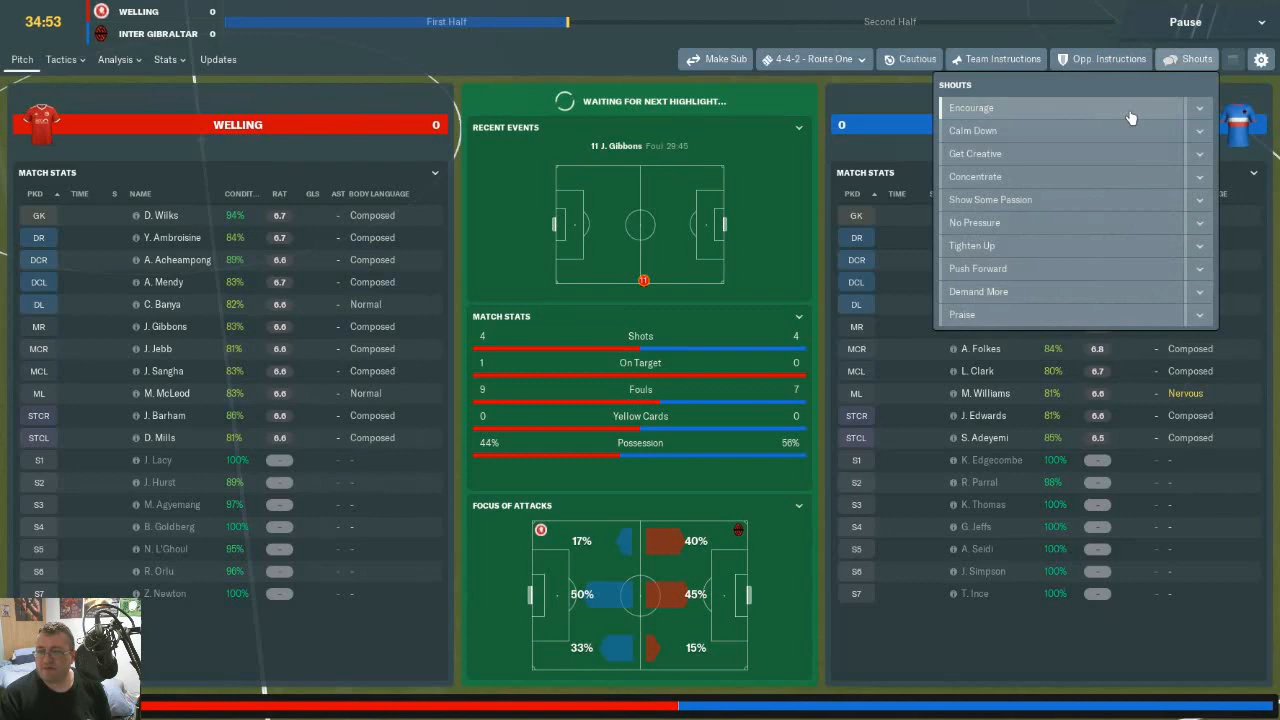 34:53
WELLING 0
INTER GIBRALTAR 0
First Half
Second Half
Pause
Pitch Tactics Analysis Stats Updates
Make Sub 4-4-2 - Route One Cautious Team Instructions Opp. Instructions Shouts
SHOUTS
Encourage
Calm Down
Get Creative
Concentrate
Show Some Passion
No Pressure
Tighten Up
Push Forward
Demand More
Praise
WELLING 0
MATCH STATS
PKD TIME S NAME CONDIT... RAT GLS AST BODY LANGUAGE
GK D. Wilks 94% 6.7 - Composed
DR Y. Ambroisine 84% 6.7 - Composed
DCR A. Acheampong 89% 6.6 - Composed
DCL A. Mendy 83% 6.7 - Composed
DL C. Banya 82% 6.6 - Normal
MR J. Gibbons 83% 6.6 - Composed
MCR J. Jebb 81% 6.6 - Composed
MCL J. Sangha 83% 6.6 - Composed
ML M. McLeod 83% 6.6 - Normal
STCR J. Barham 86% 6.6 - Composed
STCL D. Mills 81% 6.6 - Composed
S1 J. Lacy 100% - - -
S2 J. Hurst 89% - - -
S3 M. Agyemang 97% - - -
S4 B. Goldberg 100% - - -
S5 N. L'Ghoul 95% - - -
S6 R. Orlu 96% - - -
S7 Z. Newton 100% - - -
WAITING FOR NEXT HIGHLIGHT...
RECENT EVENTS
11 J. Gibbons Foul 29:45
11
MATCH STATS
4 Shots 4
1 On Target 0
9 Fouls 7
0 Yellow Cards 0
44% Possession 56%
FOCUS OF ATTACKS
17% 40%
50% 45%
33% 15%
0
MATCH STATS
PKD TIME S
GK
DR
DCR
DCL
DL
MR
MCR A. Folkes 84% 6.8 - Composed
MCL L. Clark 80% 6.7 - Composed
ML M. Williams 81% 6.6 - Nervous
STCR J. Edwards 81% 6.6 - Composed
STCL S. Adeyemi 85% 6.5 - Composed
S1 K. Edgecombe 100% - - -
S2 R. Parral 98% - - -
S3 K. Thomas 100% - - -
S4 G. Jeffs 100% - - -
S5 A. Seidi 100% - - -
S6 J. Simpson 100% - - -
S7 T. Ince 100% - - -